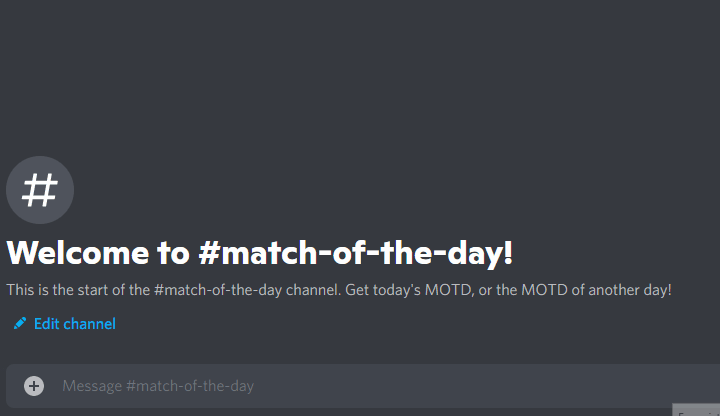 #
Welcome to #match-of-the-day!
This is the start of the #match-of-the-day channel. Get today's MOTD, or the MOTD of another day!
Edit channel
Message #match-of-the-day